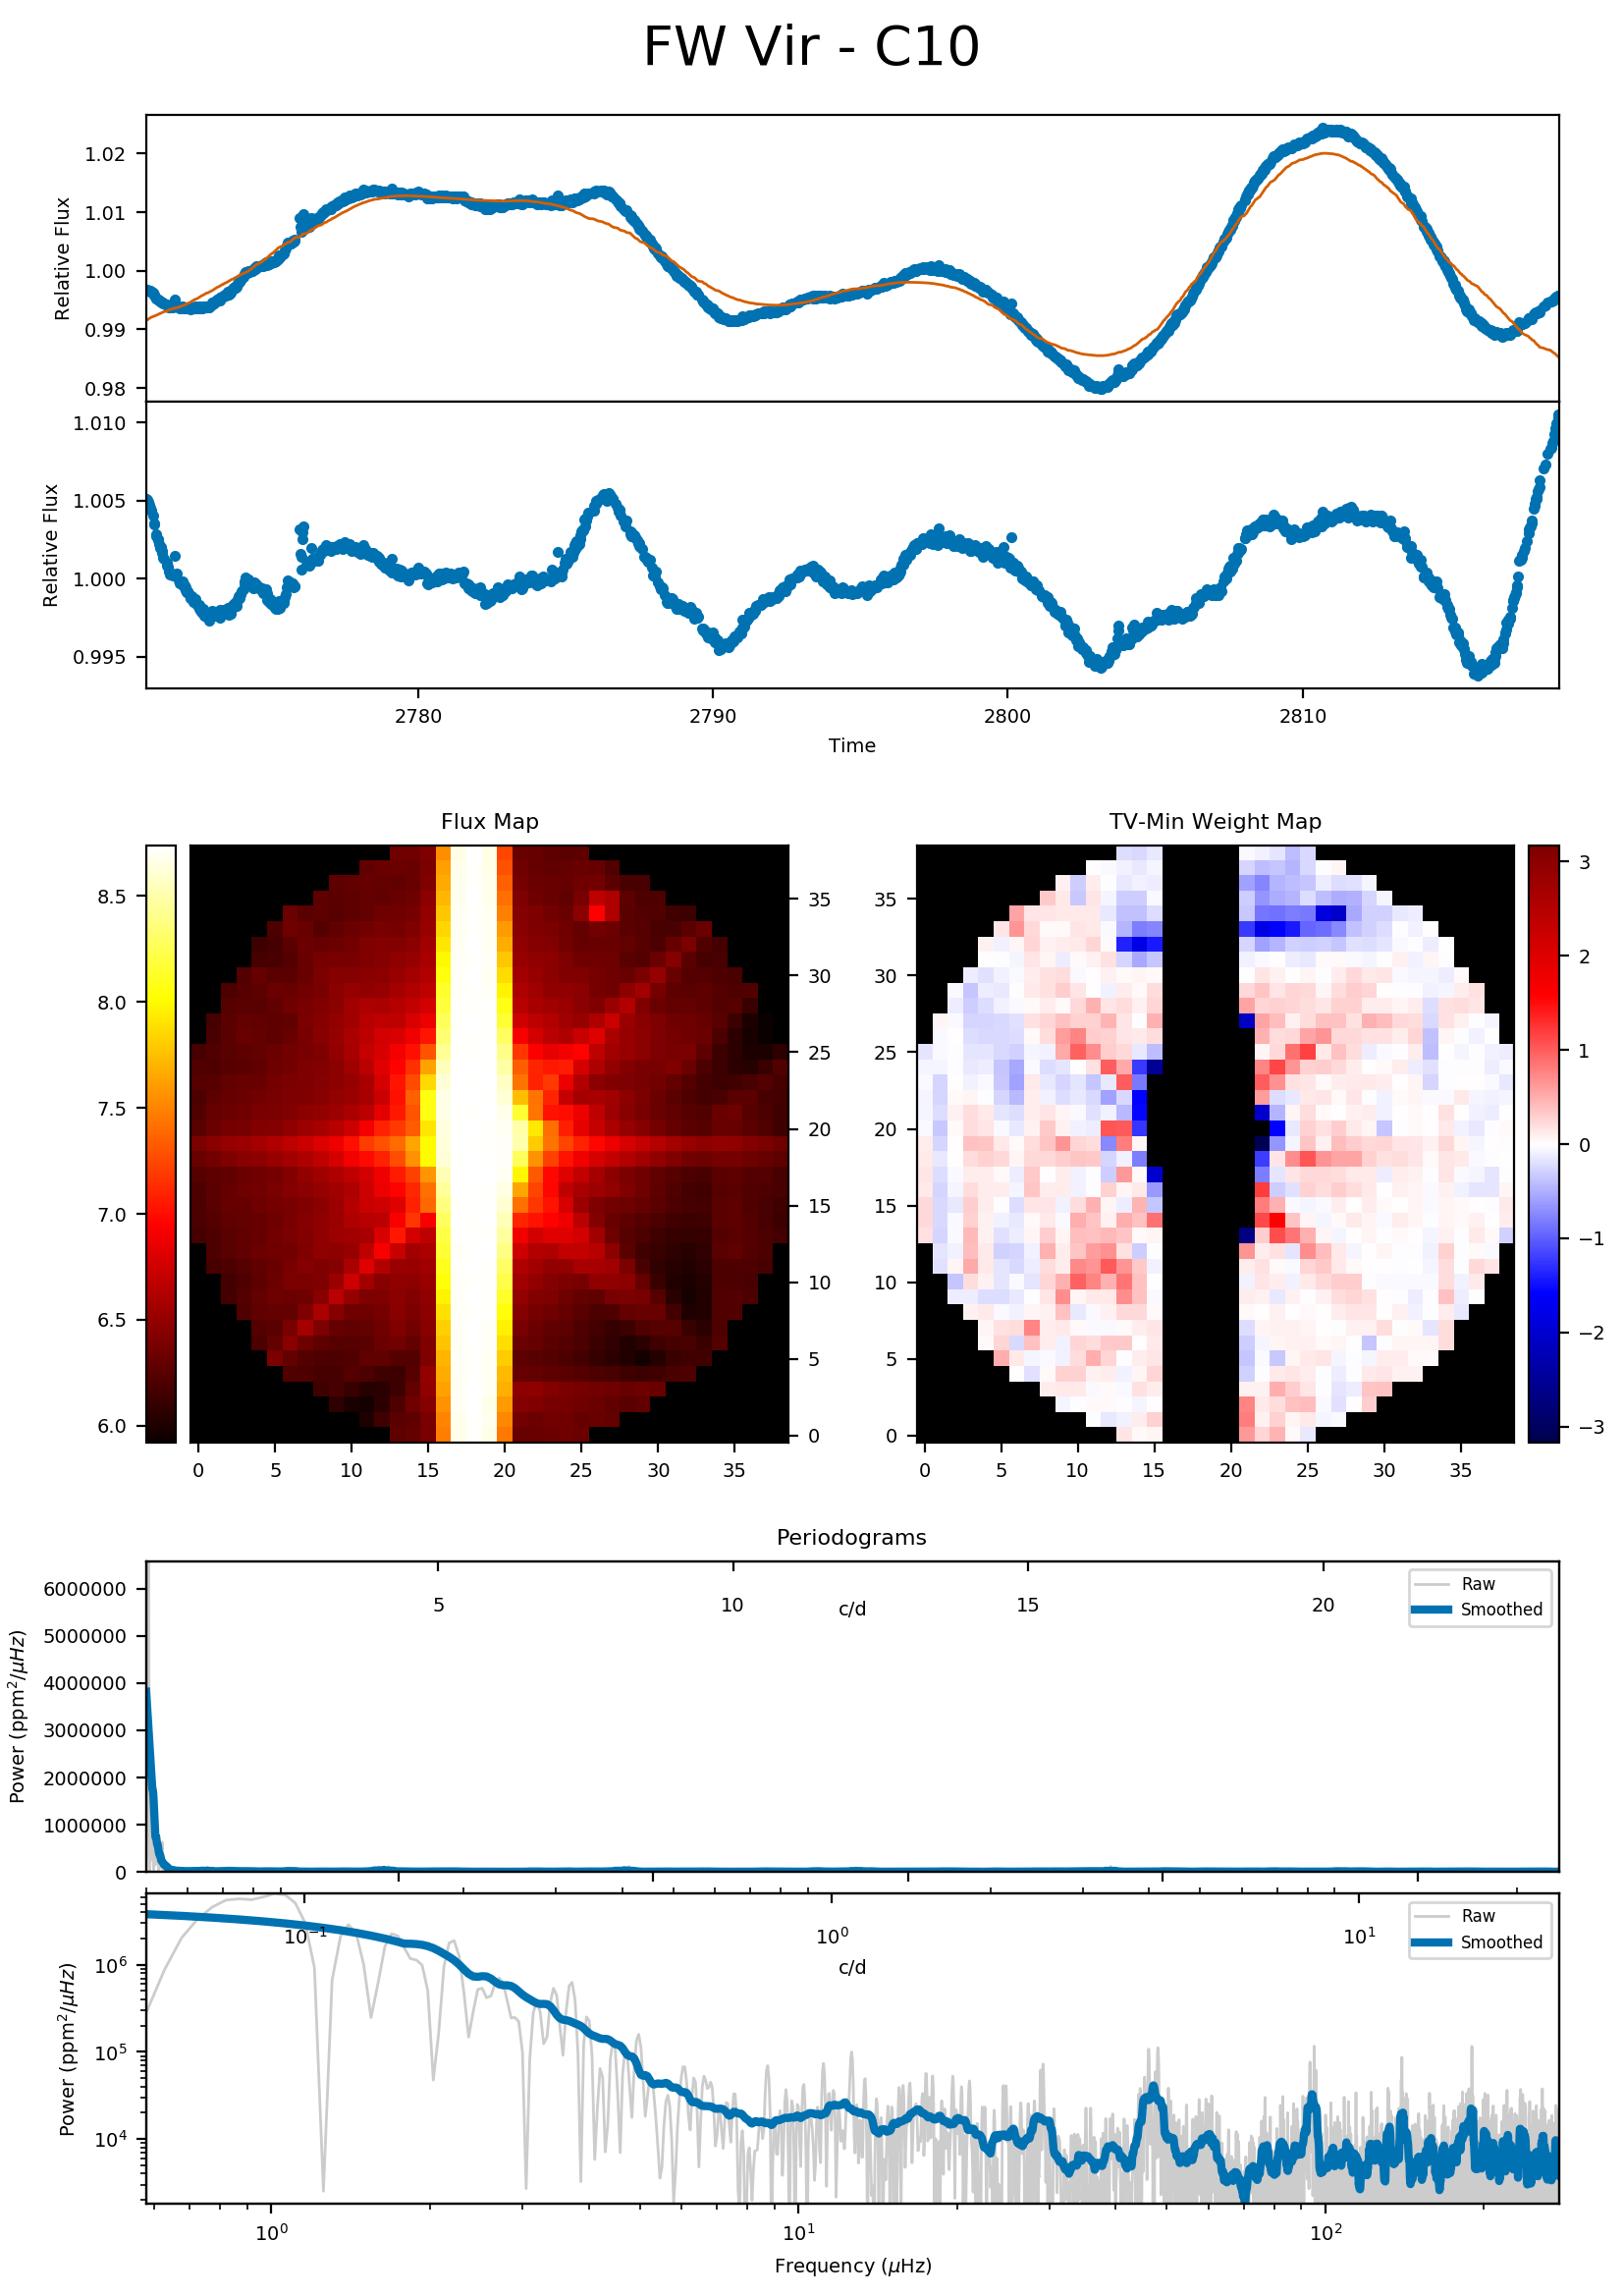 FW Vir - C10
1.02
1.01
1.00
0.99
0.98
Relative Flux
1.010
1.005
1.000
0.995
Relative Flux
2780 2790 2800 2810
Time
Flux Map
TV-Min Weight Map
8.5
8.0
7.5
7.0
6.5
6.0
35
30
25
20
15
10
5
0
0 5 10 15 20 25 30 35
35
30
25
20
15
10
5
0
0 5 10 15 20 25 30 35
3
2
1
0
−1
−2
−3
Periodograms
6000000
5000000
4000000
3000000
2000000
1000000
0
Power (ppm²/μHz)
5 10 15 20
c/d
Raw
Smoothed
10⁶
10⁵
10⁴
Power (ppm²/μHz)
10⁻¹ 10⁰ 10¹
c/d
Raw
Smoothed
10⁰ 10¹ 10²
Frequency (μHz)